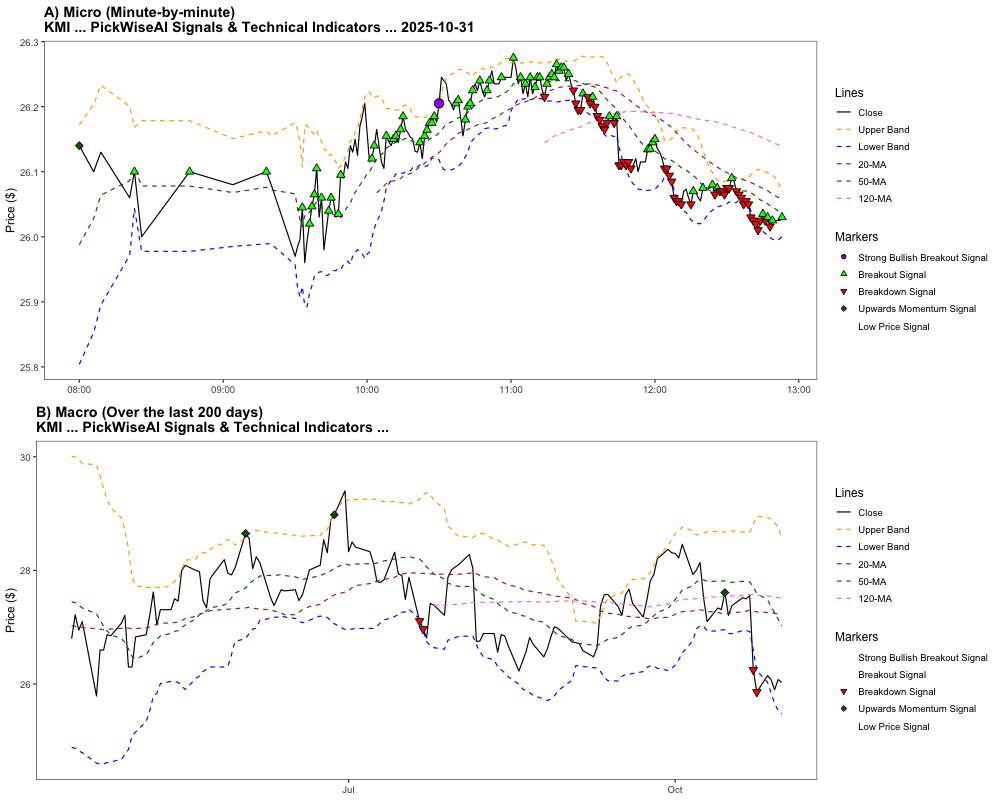 A) Micro (Minute-by-minute)
KMI ... PickWiseAI Signals & Technical Indicators ... 2025-10-31
26.3
26.2
26.1
26.0
25.9
25.8
Price ($)
08:00
09:00
10:00
11:00
12:00
13:00
Lines
Close
Upper Band
Lower Band
20-MA
50-MA
120-MA
Markers
Strong Bullish Breakout Signal
Breakout Signal
Breakdown Signal
Upwards Momentum Signal
Low Price Signal
B) Macro (Over the last 200 days)
KMI ... PickWiseAI Signals & Technical Indicators ...
30
28
26
Price ($)
Jul
Oct
Lines
Close
Upper Band
Lower Band
20-MA
50-MA
120-MA
Markers
Strong Bullish Breakout Signal
Breakout Signal
Breakdown Signal
Upwards Momentum Signal
Low Price Signal